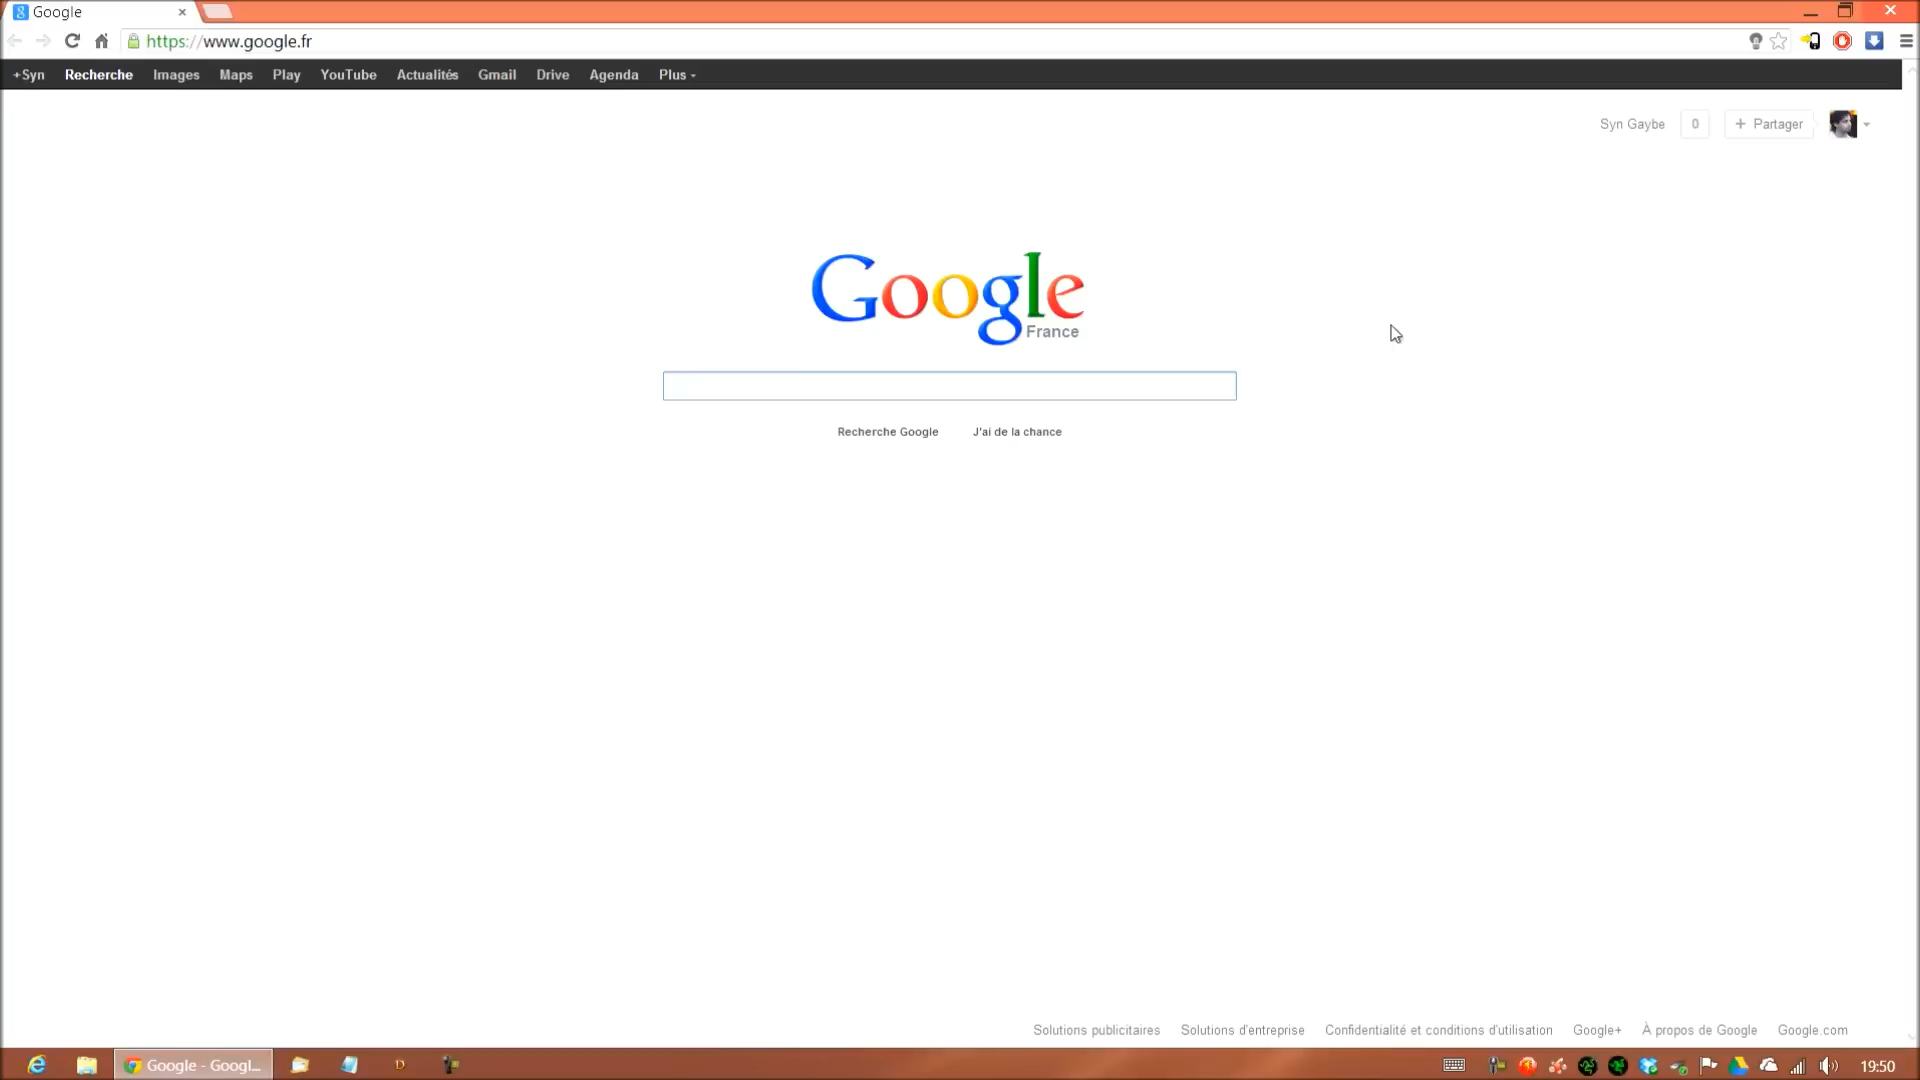 Google
https://www.google.fr
+Syn Recherche Images Maps Play YouTube Actualités Gmail Drive Agenda Plus
Syn Gaybe 0 + Partager
Google
France
Recherche Google J'ai de la chance
Solutions publicitaires Solutions d'entreprise Confidentialité et conditions d'utilisation Google+ À propos de Google Google.com
Google - Googl... D 19:50